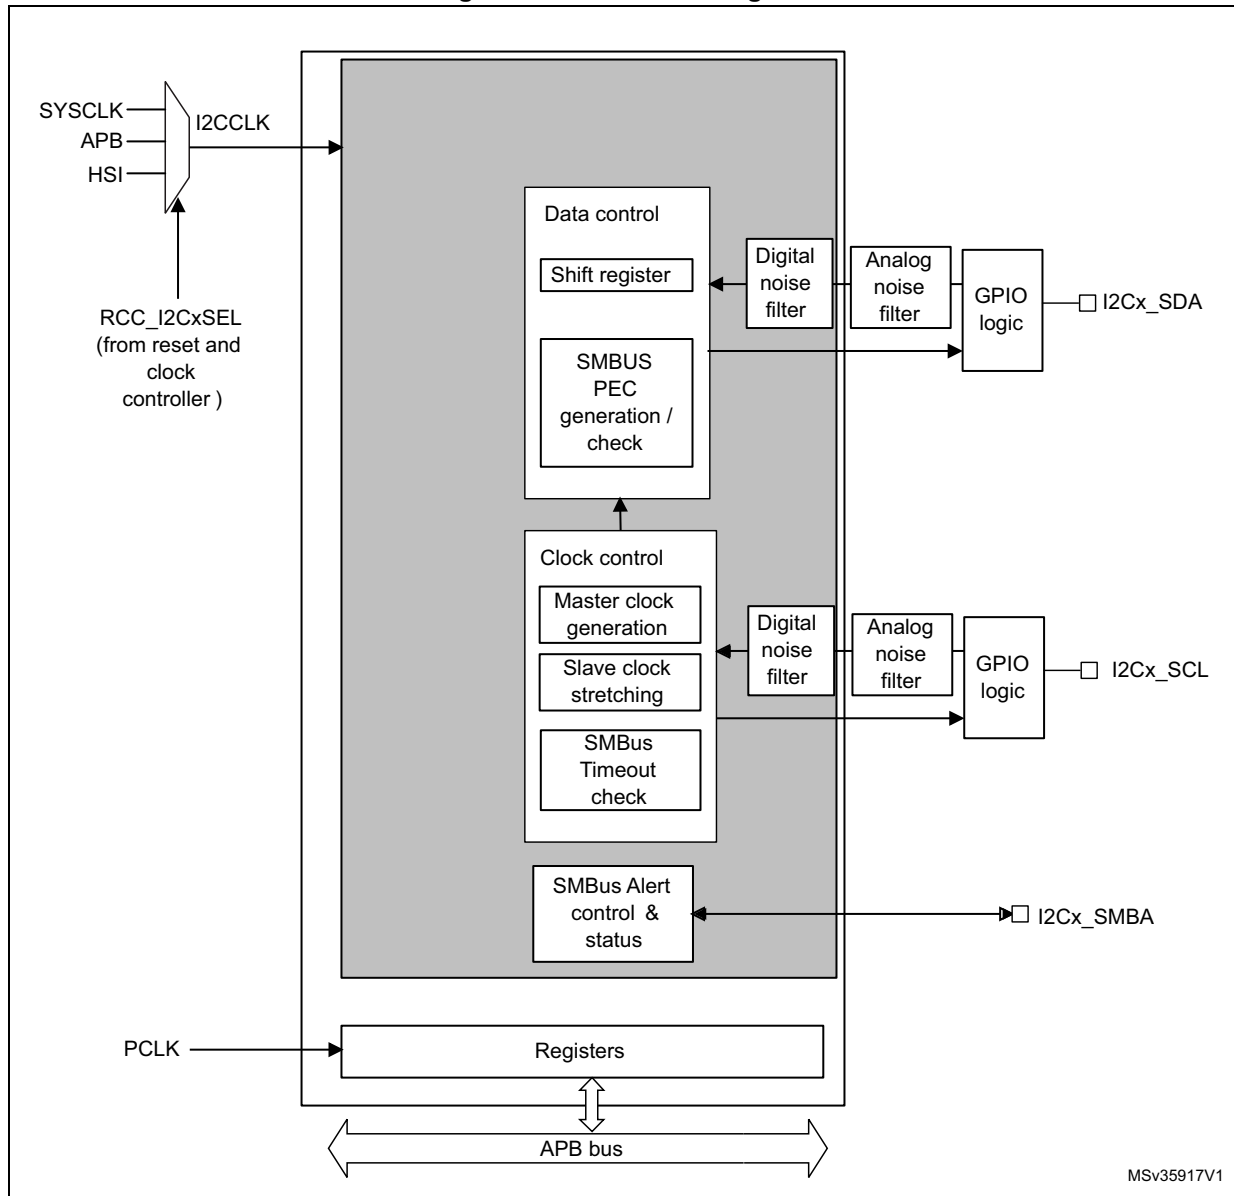 SYSCLK
APB
HSI
I2CCLK
RCC_I2CxSEL
(from reset and
clock
controller )
Data control
Shift register
SMBUS
PEC
generation /
check
Digital
noise
filter
Analog
noise
filter
GPIO
logic
I2Cx_SDA
Clock control
Master clock
generation
Slave clock
stretching
SMBus
Timeout
check
Digital
noise
filter
Analog
noise
filter
GPIO
logic
I2Cx_SCL
SMBus Alert
control &
status
I2Cx_SMBA
PCLK
Registers
APB bus
MSv35917V1